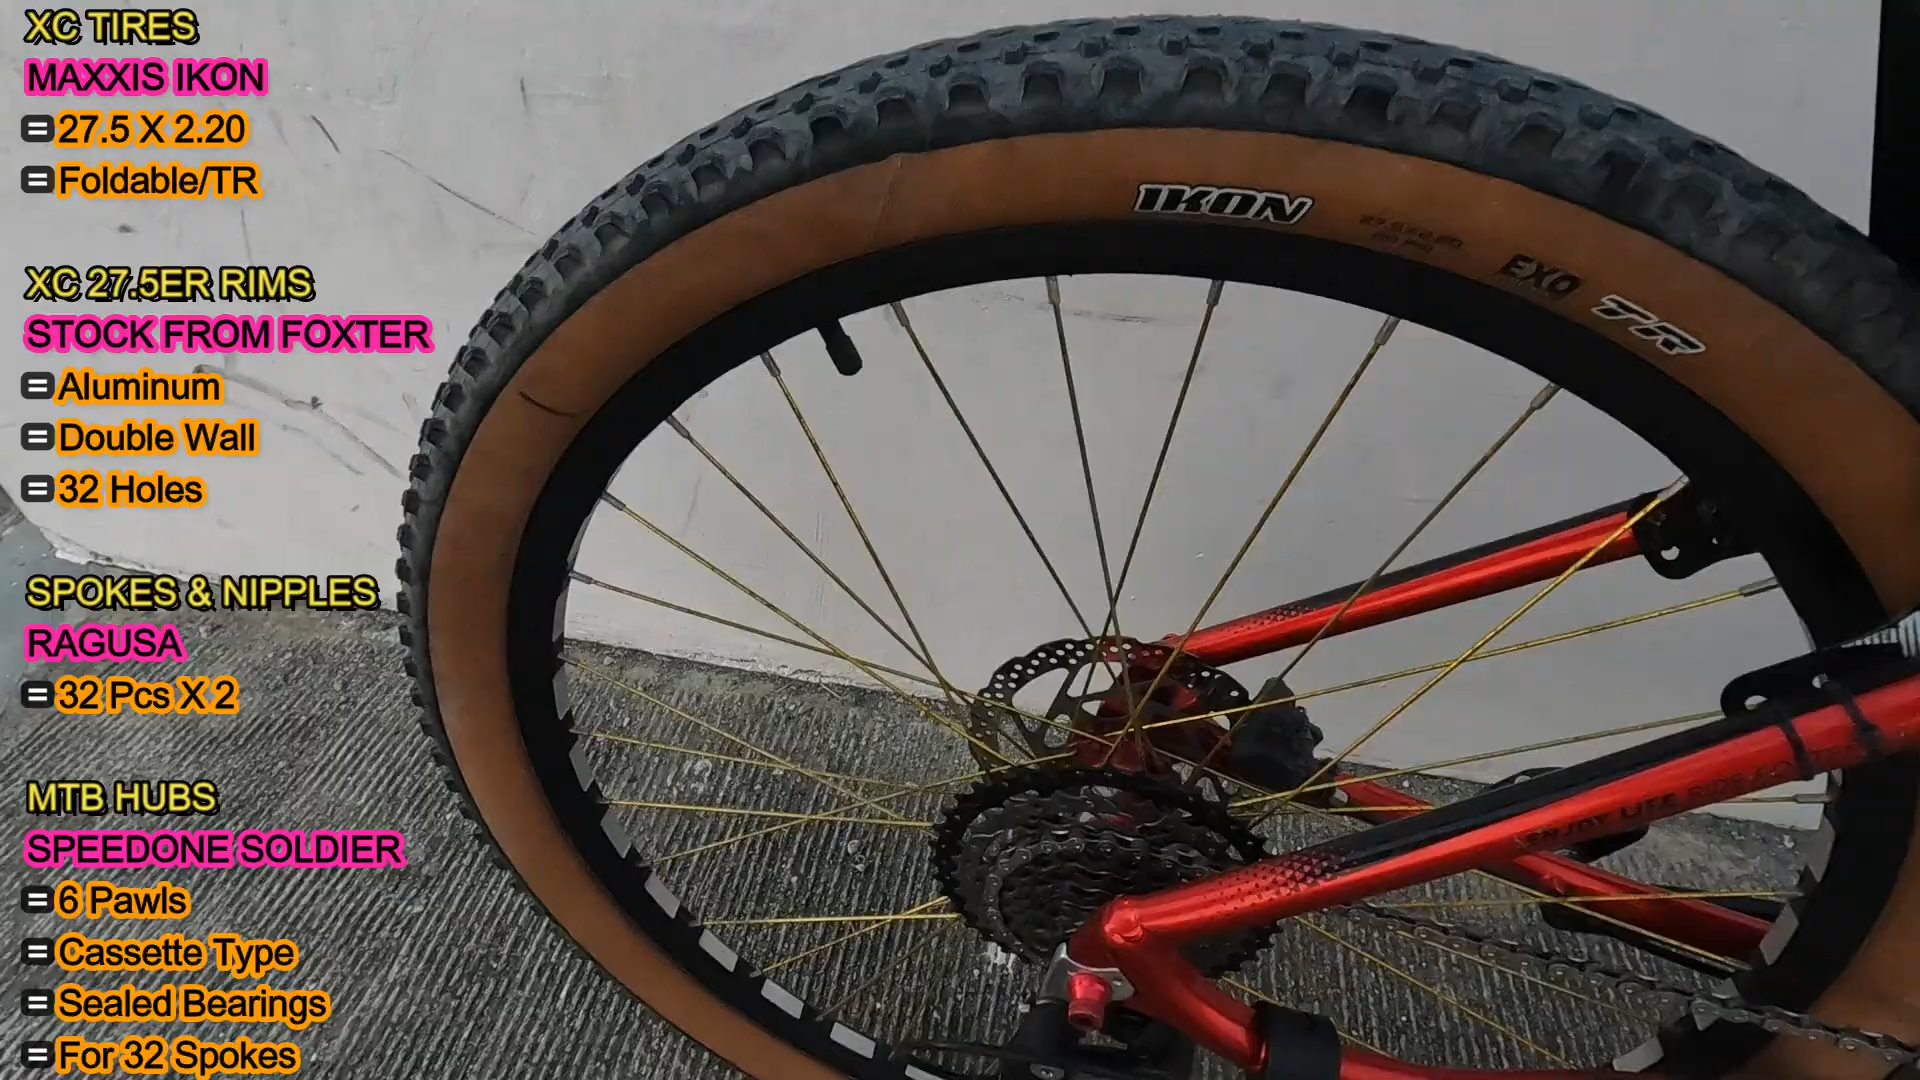 XC TIRES
MAXXIS IKON
= 27.5 X 2.20
= Foldable/TR
XC 27.5ER RIMS
STOCK FROM FOXTER
= Aluminum
= Double Wall
= 32 Holes
SPOKES & NIPPLES
RAGUSA
= 32 Pcs X 2
MTB HUBS
SPEEDONE SOLDIER
= 6 Pawls
= Cassette Type
= Sealed Bearings
= For 32 Spokes
IKON
EXO
TR
ENJOY LIFE